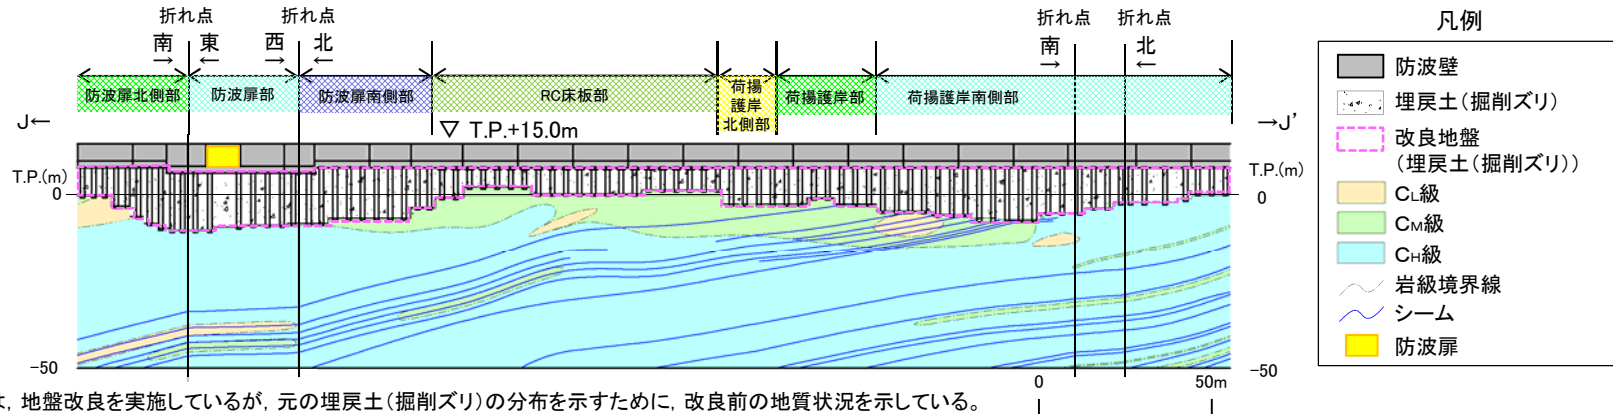 折れ点
折れ点
折れ点
折れ点
凡例
南
東
西
北
南
北
防波壁
埋戻土(掘削ズリ)
改良地盤
(埋戻土(掘削ズリ))
CL級
CM級
CH級
岩級境界線
シーム
防波扉
防波扉北側部
防波扉部
防波扉南側部
RC床板部
荷揚
護岸
北側部
荷揚護岸部
荷揚護岸南側部
J←
→J’
▽ T.P.+15.0m
T.P.(m)
0
-50
T.P.(m)
0
-50
0
50m
, 地盤改良を実施しているが, 元の埋戻土(掘削ズリ)の分布を示すために, 改良前の地質状況を示している。